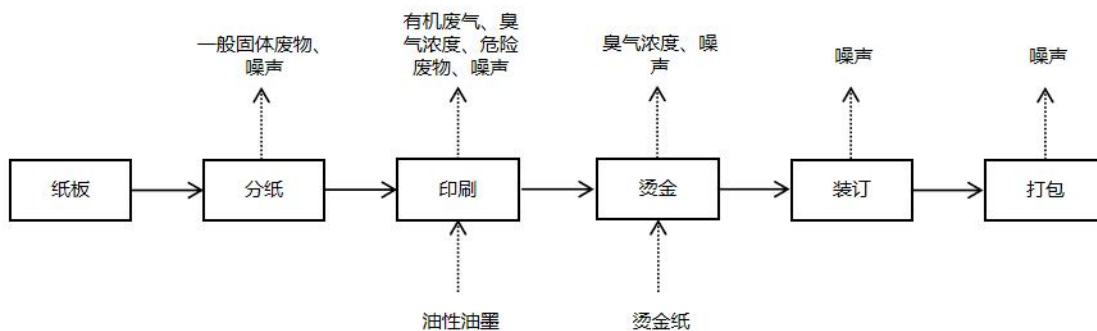 一般固体废物、
噪声
有机废气、臭
气浓度、危险
废物、噪声
臭气浓度、噪
声
噪声
噪声
纸板
分纸
印刷
烫金
装订
打包
油性油墨
烫金纸